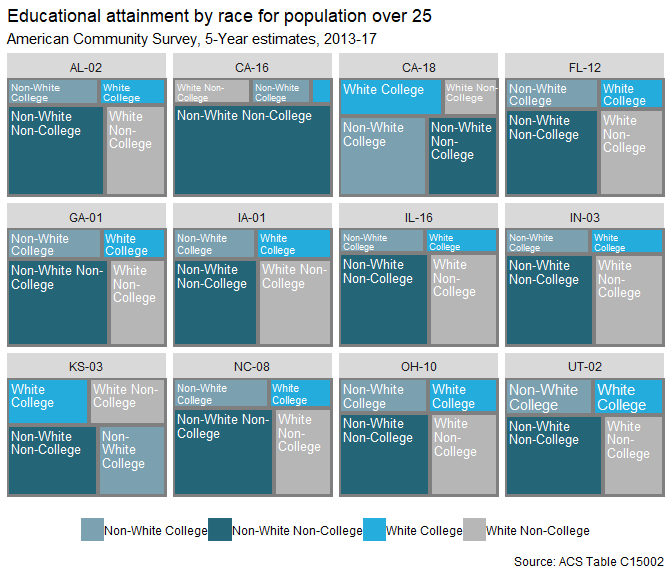 Educational attainment by race for population over 25
American Community Survey, 5-Year estimates, 2013-17
AL-02
Non-White
College
White
College
Non-White
Non-College
White
Non-
College
CA-16
White Non-
College
Non-White
College
Non-White Non-College
CA-18
White College
White Non-
College
Non-White
College
Non-White
Non-
College
FL-12
Non-White
College
White
College
Non-White
Non-College
White
Non-
College
GA-01
Non-White
College
White
College
Non-White Non-
College
White
Non-
College
IA-01
Non-White
College
White
College
Non-White
Non-College
White Non-
College
IL-16
Non-White
College
White
College
Non-White
Non-College
White
Non-
College
IN-03
Non-White
College
White
College
Non-White
Non-College
White
Non-
College
KS-03
White
College
White Non-
College
Non-White
Non-College
Non-
White
College
NC-08
Non-White
College
White
College
Non-White Non-
College
White
Non-
College
OH-10
Non-White
College
White
College
Non-White
Non-College
White
Non-
College
UT-02
Non-White
College
White
College
Non-White
Non-College
White
Non-
College
Non-White College
Non-White Non-College
White College
White Non-College
Source: ACS Table C15002